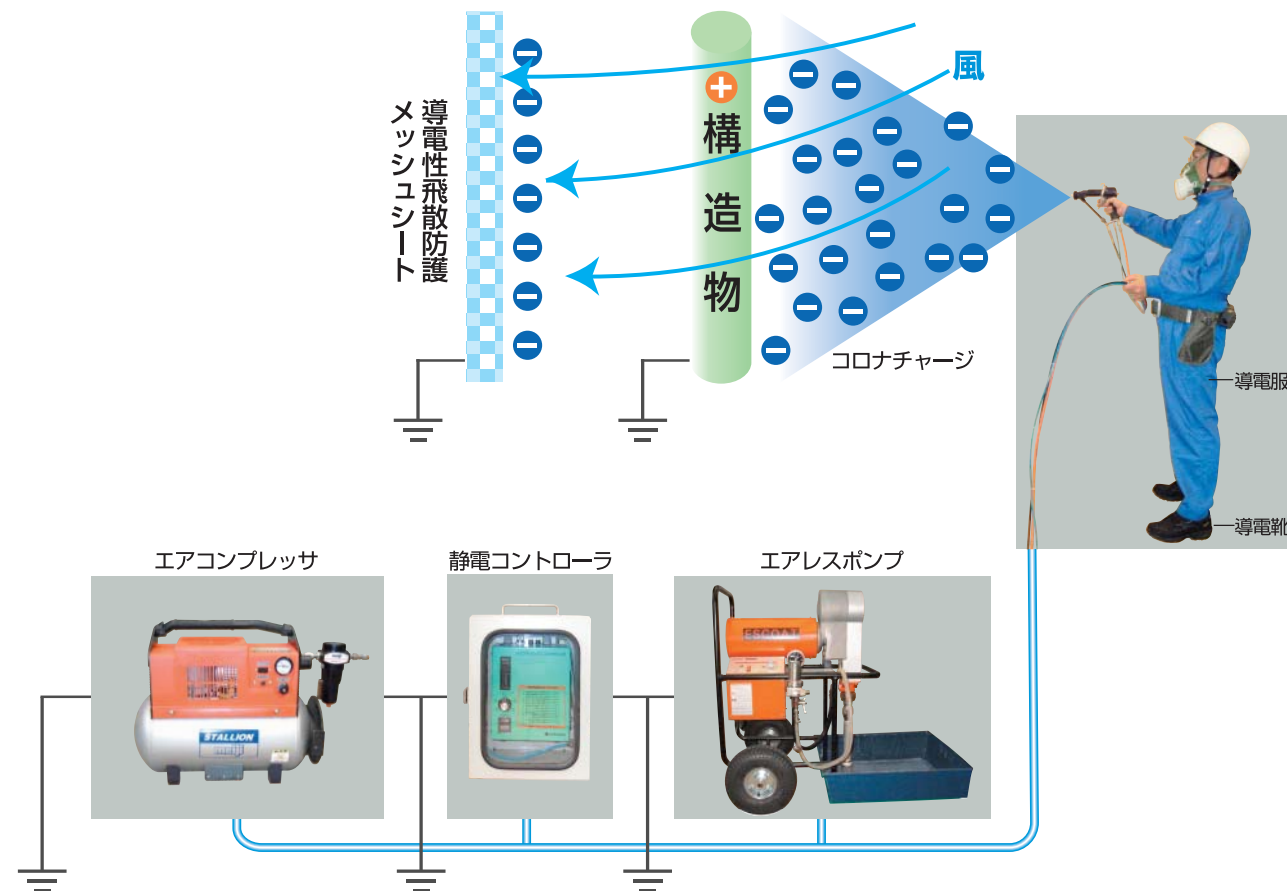 風
導電性飛散防護
メッシュシート
構造物
コロナチャージ
導電服
導電靴
エアコンプレッサ
静電コントローラ
エアレスポンプ
STALLION
ESCOAT